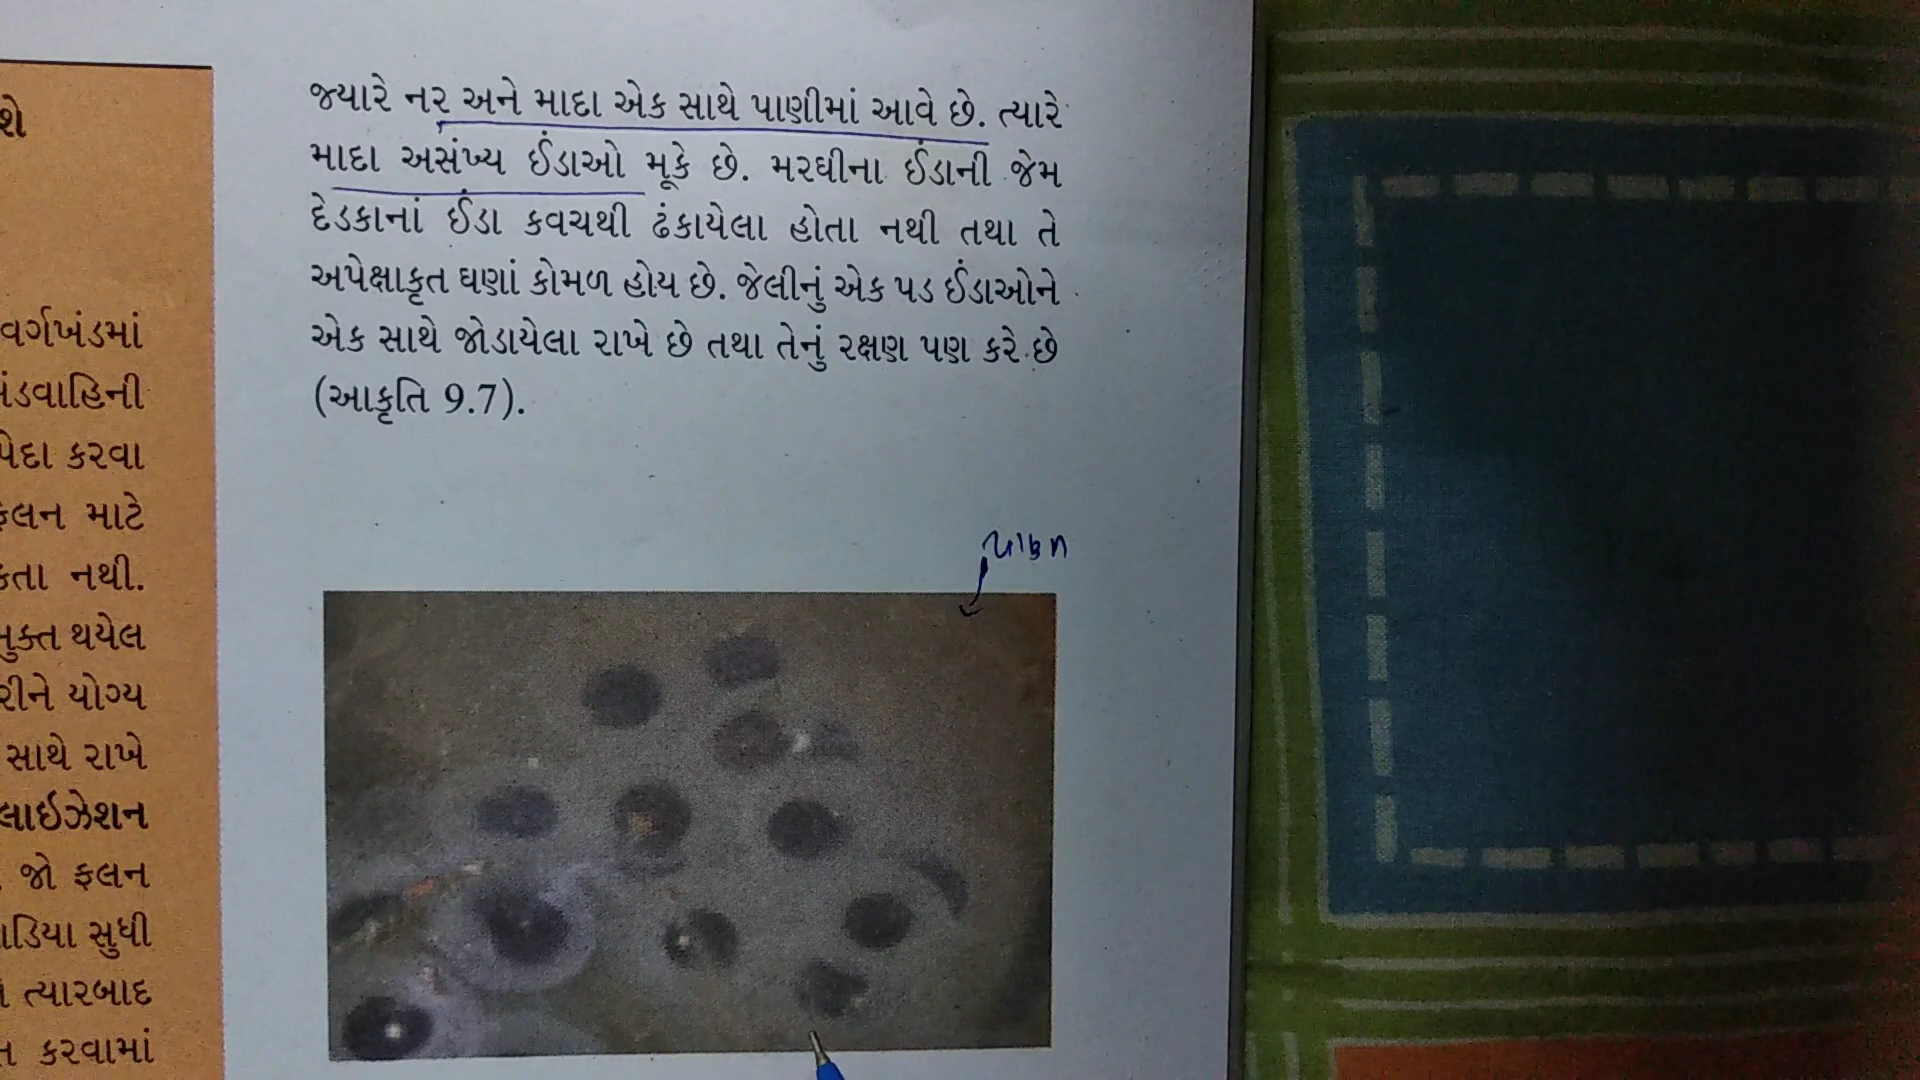 શે
વર્ગખંડમાં
અંડવાહિની
પેદા કરવા
ફલન માટે
કતા નથી.
મુક્ત થયેલ
રીને યોગ્ય
સાથે રાખે
લાઇઝેશન
જો ફલન
ત્યારબાદ
કરવામાં
જ્યારે નર અને માદા એક સાથે પાણીમાં આવે છે. ત્યારે
માદા અસંખ્ય ઈંડાઓ મૂકે છે. મરઘીના ઈંડાની જેમ
દેડકાનાં ઈંડા કવચથી ઢંકાયેલા હોતા નથી તથા તે
અપેક્ષાકૃત ઘણાં કોમળ હોય છે. જેલીનું એક પડ ઈંડાઓને
એક સાથે જોડાયેલા રાખે છે તથા તેનું રક્ષણ પણ કરે છે
(આકૃતિ 9.7).